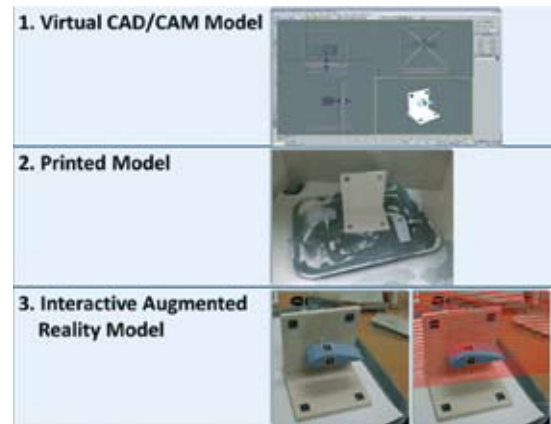 1. Virtual CAD/CAM Model
2. Printed Model
3. Interactive Augmented
Reality Model